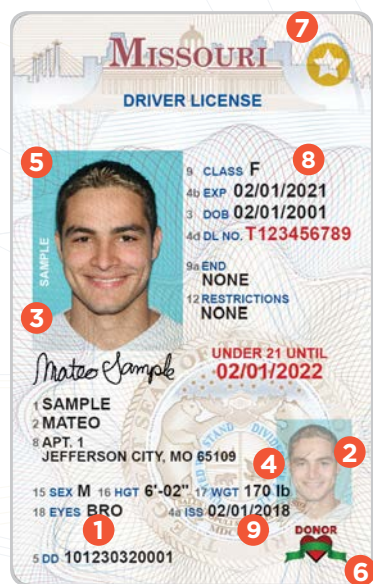 7
MISSOURI
DRIVER LICENSE
5
8
9 CLASS F
4b EXP 02/01/2021
3 DOB 02/01/2001
4d DL NO. T123456789
SAMPLE
9a END
NONE
12 RESTRICTIONS
NONE
3
Mateo Sample
UNDER 21 UNTIL
02/01/2022
1 SAMPLE
2 MATEO
8 APT. 1
JEFFERSON CITY, MO 65109
4
2
15 SEX M 16 HGT 6'-02" 17 WGT 170 lb
18 EYES BRO 4a ISS 02/01/2018
1
9
DONOR
5 DD 101230320001
6